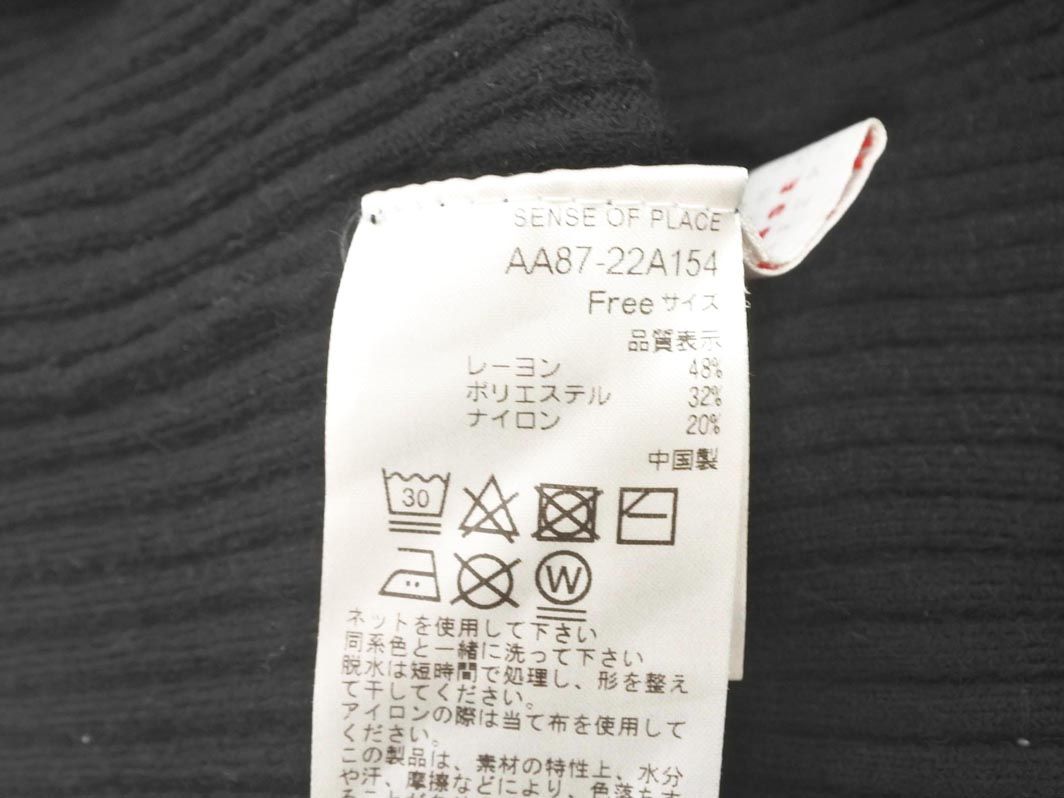 SENSE OF PLACE
AA87-22A154
Free サイズ
品質表示
レーヨン 48%
ポリエステル 32%
ナイロン 20%
中国製
30
W
ネットを使用して下さい
同系色と一緒に洗って下さい
脱水は短時間で処理し、形を整え
て干してください。
アイロンの際は当て布を使用して
ください。
この製品は、素材の特性上、水分
や汗、摩擦などにより、色落ちす